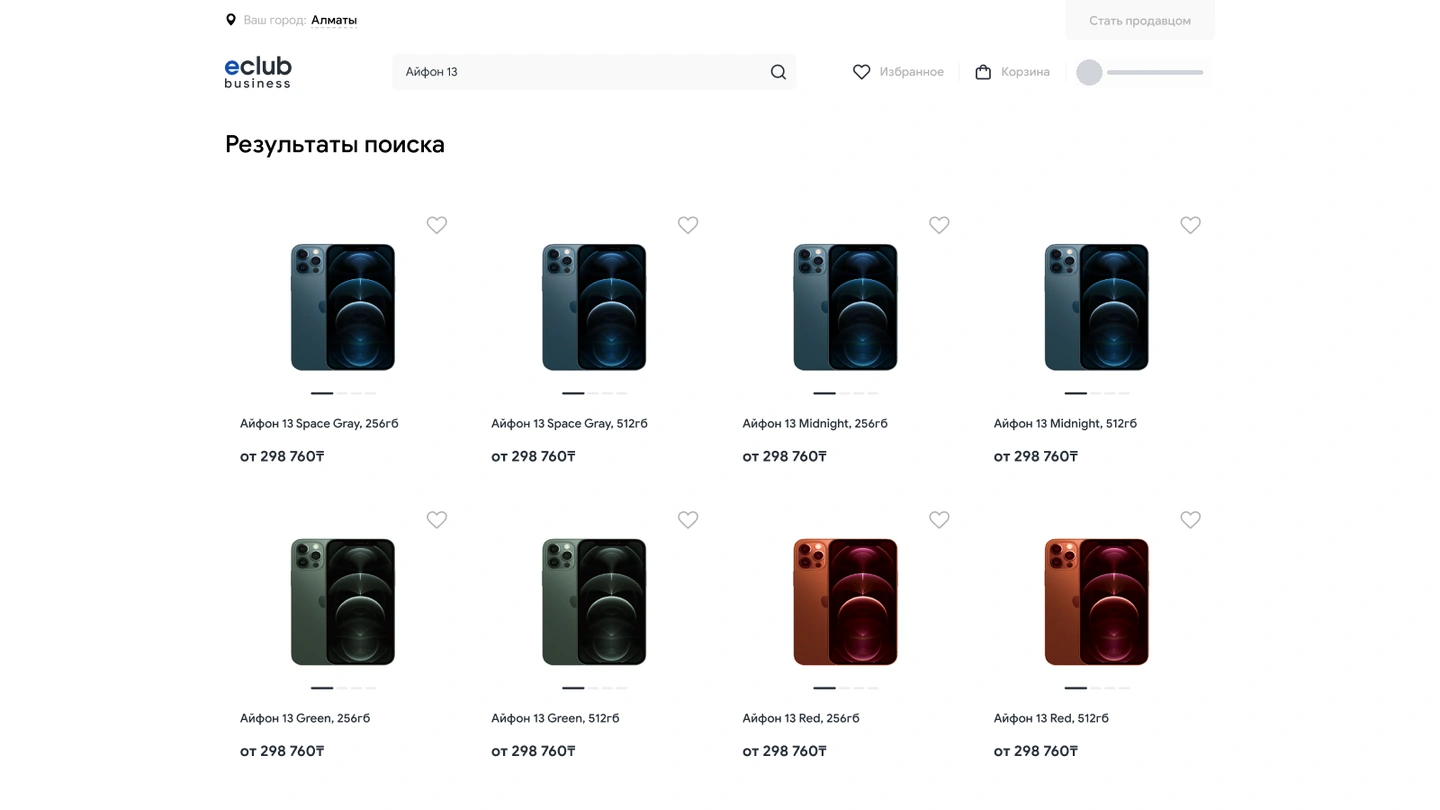 Ваш город: Алматы
Стать продавцом
eclub
business
Айфон 13
Избранное
Корзина
Результаты поиска
Айфон 13 Space Gray, 256гб
Айфон 13 Space Gray, 512гб
Айфон 13 Midnight, 256гб
Айфон 13 Midnight, 512гб
от 298 760₸
от 298 760₸
от 298 760₸
от 298 760₸
Айфон 13 Green, 256гб
Айфон 13 Green, 512гб
Айфон 13 Red, 256гб
Айфон 13 Red, 512гб
от 298 760₸
от 298 760₸
от 298 760₸
от 298 760₸